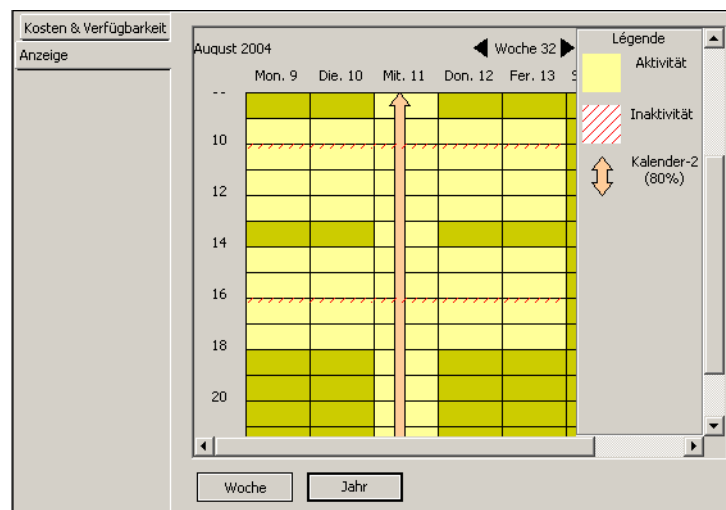 Kosten & Verfügbarkeit
Anzeige
August 2004
Woche 32
Mon. 9 Die. 10 Mit. 11 Don. 12 Fer. 13 S
10
12
14
16
18
20
Légende
Aktivität
Inaktivität
Kalender-2
(80%)
Woche
Jahr